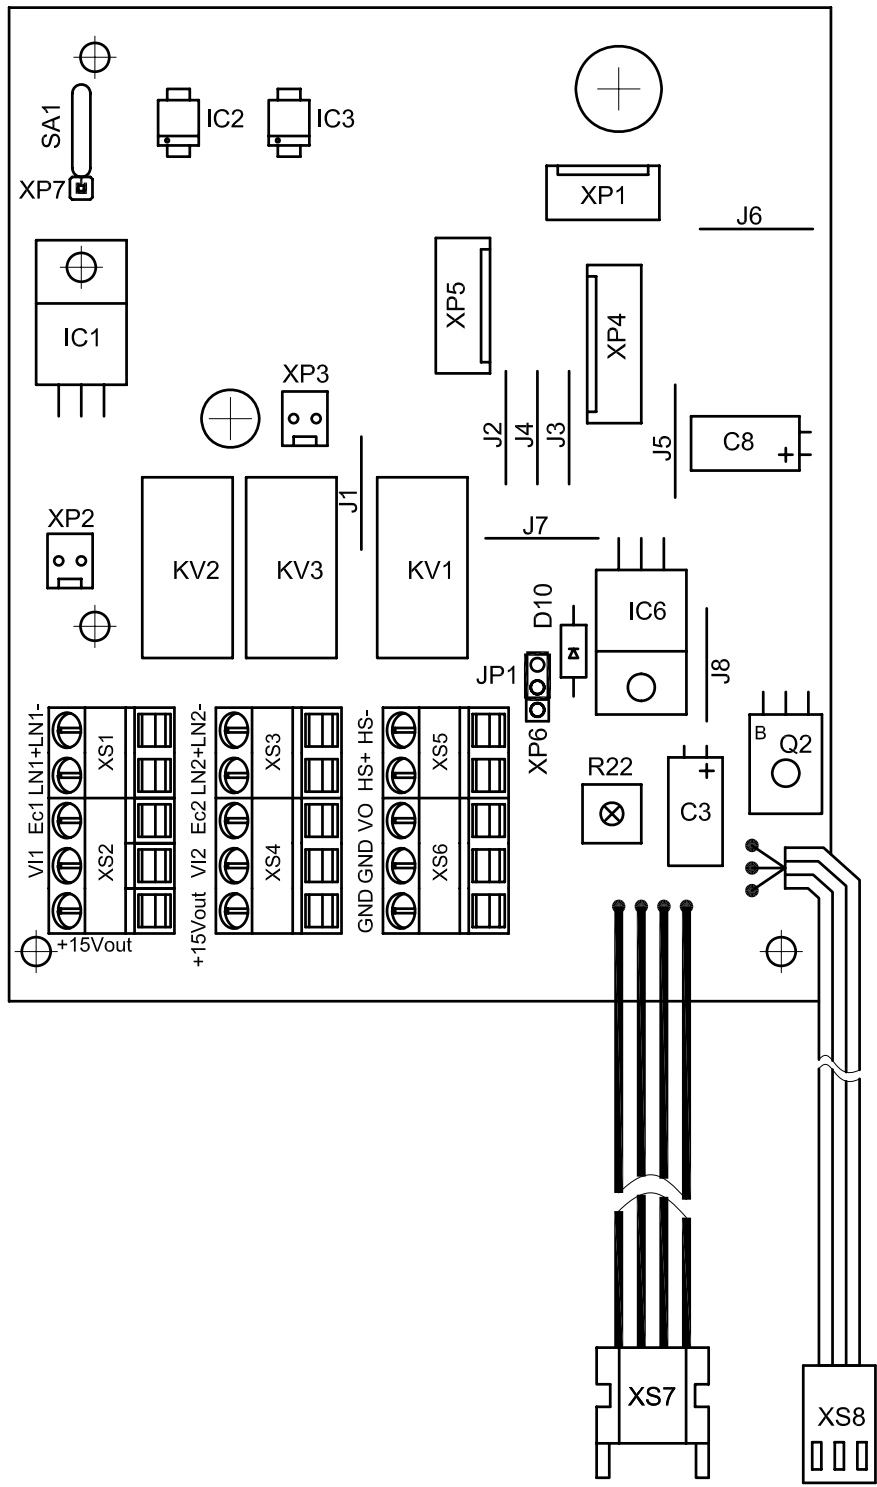 SA1
IC2
IC3
XP7
XP1
J6
IC1
XP5
XP4
XP3
J2
J4
J3
J5
C8
J1
XP2
J7
KV2
KV3
KV1
D10
IC6
JP1
J8
XP6
B
Q2
R22
C3
LN1-
LN1+
Ec1
VI1
+15Vout
XS1
XS2
LN2-
LN2+
Ec2
VI2
+15Vout
XS3
XS4
HS-
HS+
VO
GND
GND
XS5
XS6
+
+
XS7
XS8